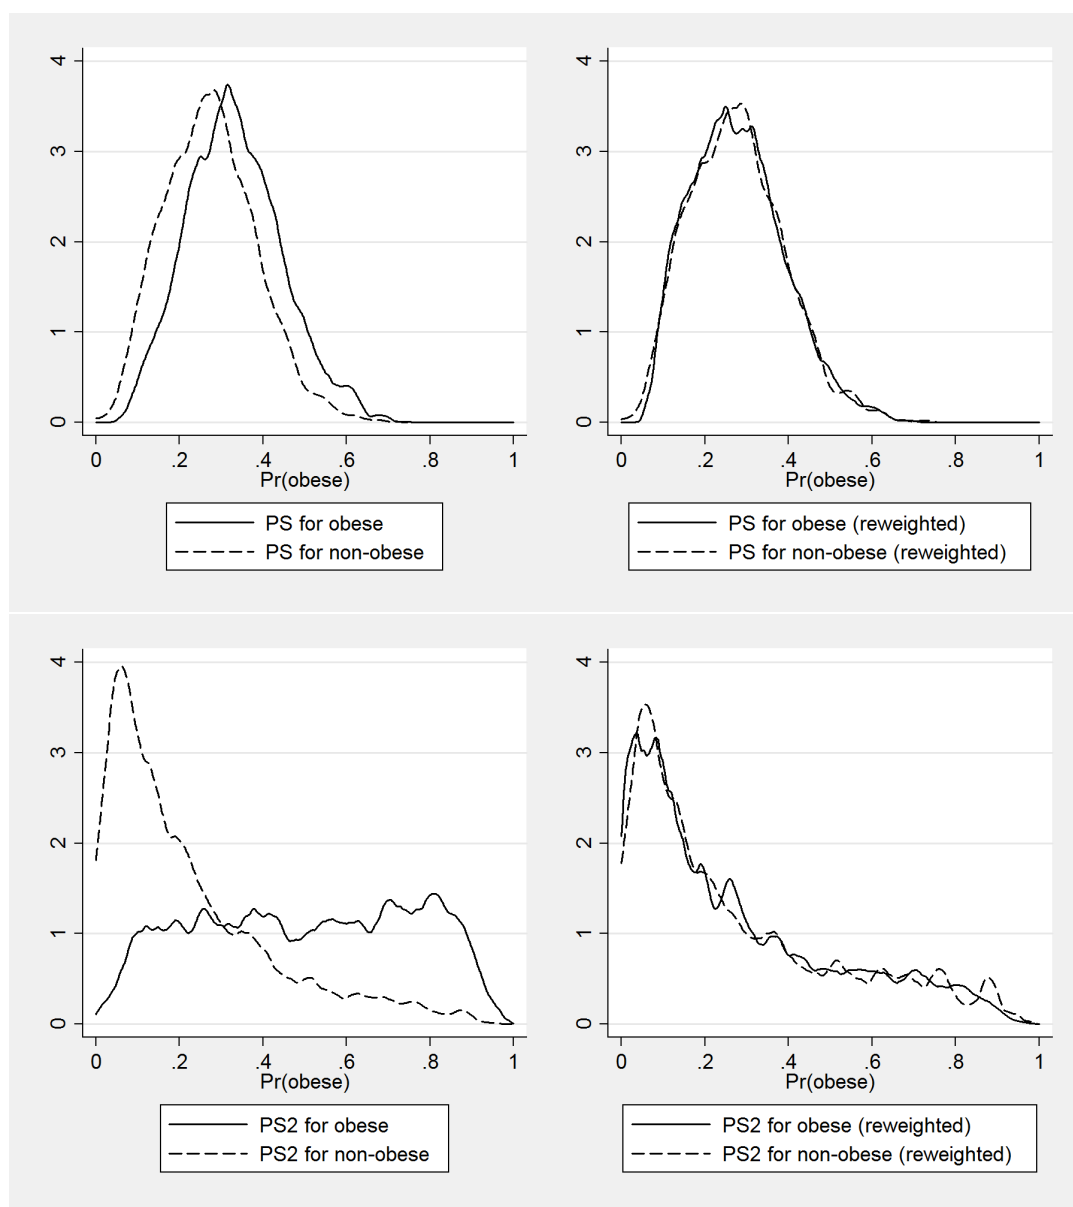 4
3
2
1
0
0 .2 .4 .6 .8 1
Pr(obese)
PS for obese
PS for non-obese
4
3
2
1
0
0 .2 .4 .6 .8 1
Pr(obese)
PS for obese (reweighted)
PS for non-obese (reweighted)
4
3
2
1
0
0 .2 .4 .6 .8 1
Pr(obese)
PS2 for obese
PS2 for non-obese
4
3
2
1
0
0 .2 .4 .6 .8 1
Pr(obese)
PS2 for obese (reweighted)
PS2 for non-obese (reweighted)